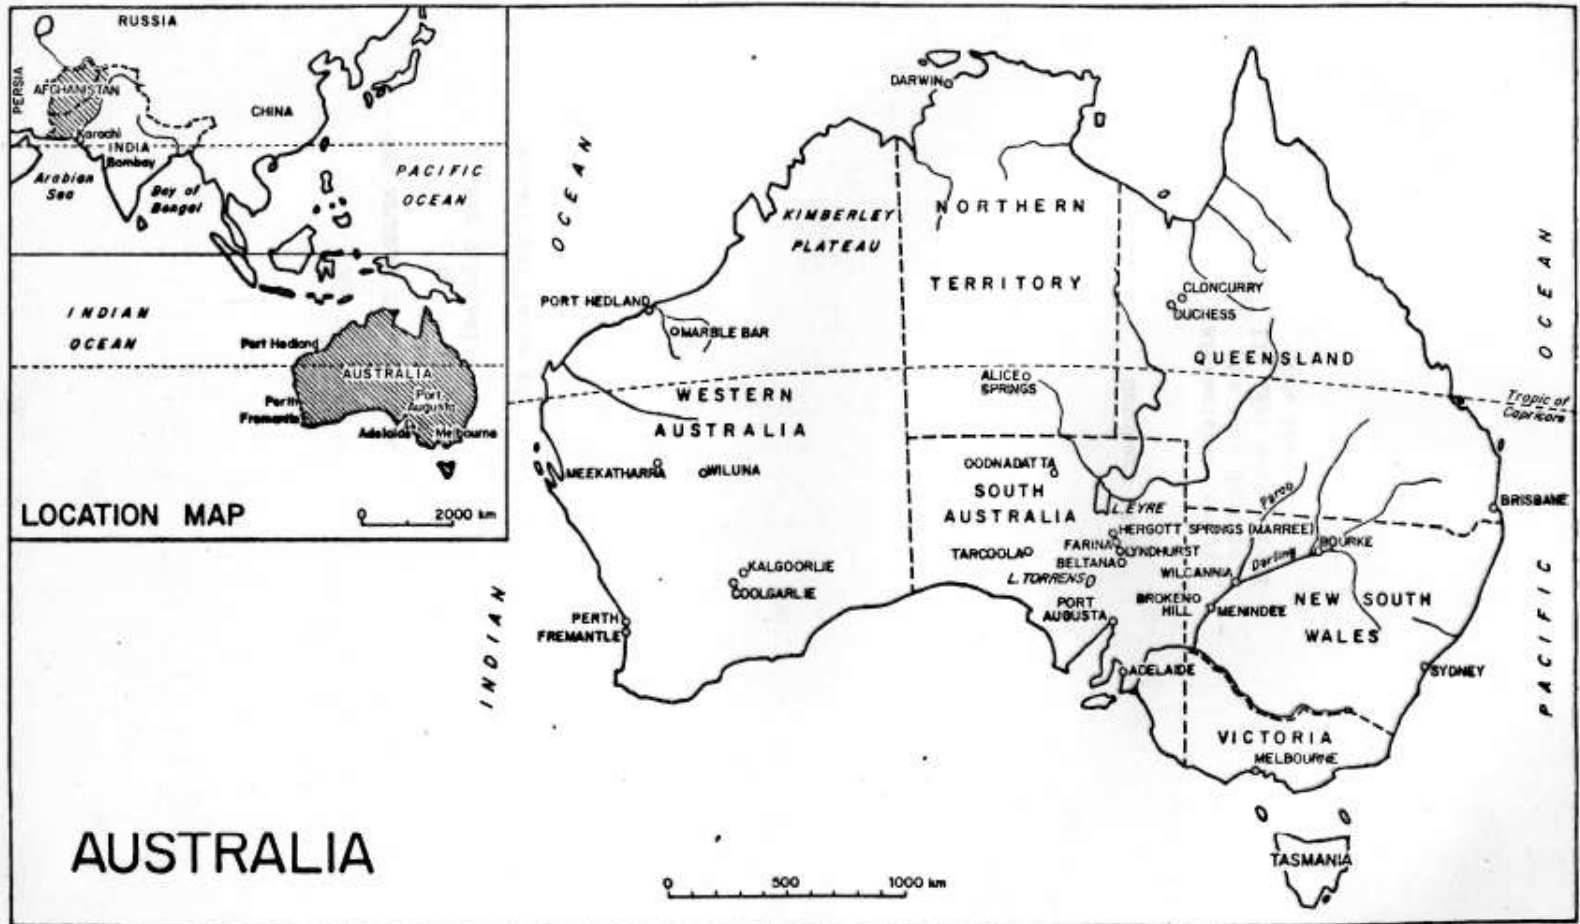 RUSSIA
PERSIA
AFGHANISTAN
CHINA
Karachi
INDIA
Bombay
Arabian
Sea
Bay of
Bengal
PACIFIC
OCEAN
INDIAN
OCEAN
Port Hedland
AUSTRALIA
Port
Augusta
Perth
Fremantle
Adelaide
Melbourne
LOCATION MAP
0 2000 km
OCEAN
INDIAN
DARWIN
KIMBERLEY
PLATEAU
NORTHERN
TERRITORY
PORT HEDLAND
MARBLE BAR
CLONCURRY
DUCHESS
QUEENSLAND
ALICE
SPRINGS
WESTERN
AUSTRALIA
OCEAN
PACIFIC
Tropic of
Capricorn
MEEKATHARRA
WILUNA
OODNADATTA
SOUTH
AUSTRALIA
L. EYRE
Paroo
BRISBANE
HERGOTT SPRINGS (MARREE)
FARINA
LYNDHURST
BELTANA
TARCOOLA
L. TORRENS
Darling
BOURKE
WILCANNIA
KALGOORLIE
COOLGARLIE
PORT
AUGUSTA
BROKEN
HILL
MENINDEE
NEW SOUTH
WALES
PERTH
FREMANTLE
ADELAIDE
SYDNEY
VICTORIA
MELBOURNE
TASMANIA
AUSTRALIA
0 500 1000 km